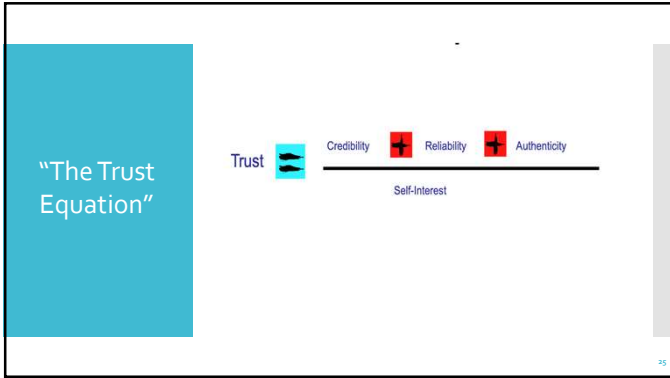 “The Trust
Equation”
Trust = Credibility + Reliability + Authenticity
Self-Interest
25